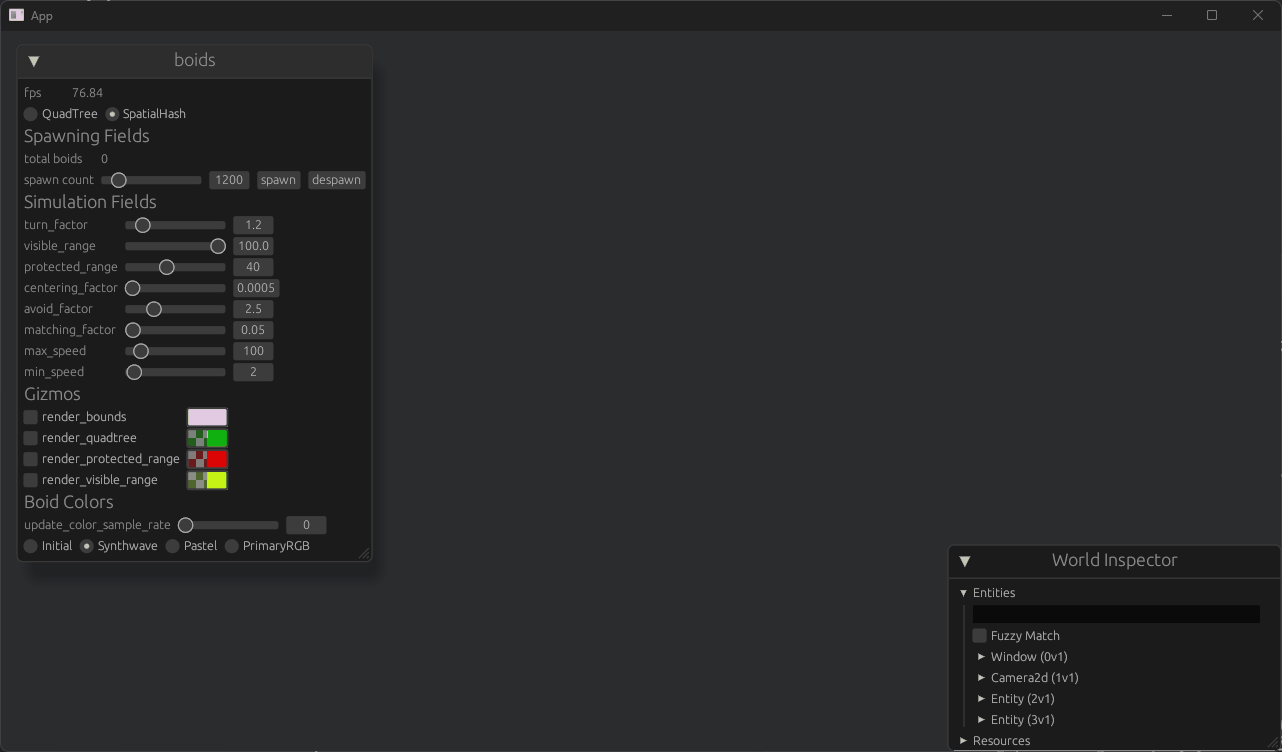 App
boids
fps 76.84
QuadTree SpatialHash
Spawning Fields
total boids 0
spawn count 1200 spawn despawn
Simulation Fields
turn_factor 1.2
visible_range 100.0
protected_range 40
centering_factor 0.0005
avoid_factor 2.5
matching_factor 0.05
max_speed 100
min_speed 2
Gizmos
render_bounds
render_quadtree
render_protected_range
render_visible_range
Boid Colors
update_color_sample_rate 0
Initial Synthwave Pastel PrimaryRGB
World Inspector
Entities
Fuzzy Match
Window (0v1)
Camera2d (1v1)
Entity (2v1)
Entity (3v1)
Resources